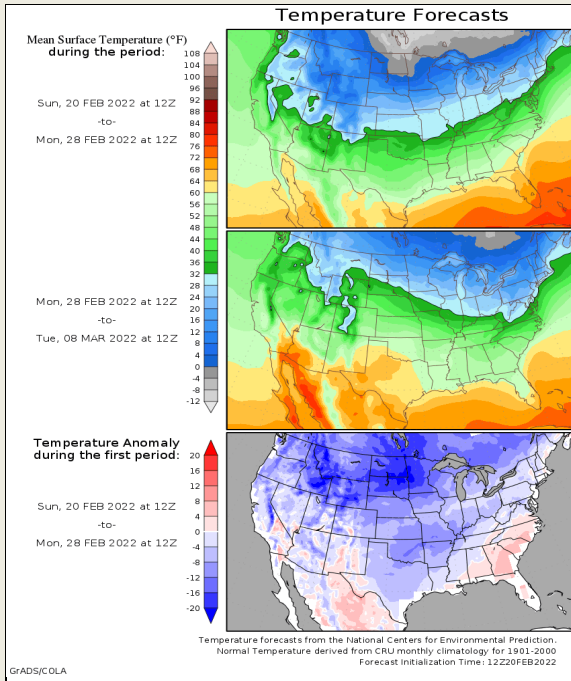 Temperature Forecasts
Mean Surface Temperature (°F)
during the period:
108
104
100
96
92
88
84
80
76
72
68
64
60
56
52
48
44
40
36
32
28
24
20
16
12
8
4
0
-4
-8
-12
Sun, 20 FEB 2022 at 12Z
-to-
Mon, 28 FEB 2022 at 12Z
Mon, 28 FEB 2022 at 12Z
-to-
Tue, 08 MAR 2022 at 12Z
Temperature Anomaly
during the first period:
20
16
12
8
4
0
-4
-8
-12
-16
-20
Sun, 20 FEB 2022 at 12Z
-to-
Mon, 28 FEB 2022 at 12Z
Temperature forecasts from the National Centers for Environmental Prediction.
Normal Temperature derived from CRU monthly climatology for 1901-2000
Forecast Initialization Time: 12Z20FEB2022
GrADS/COLA